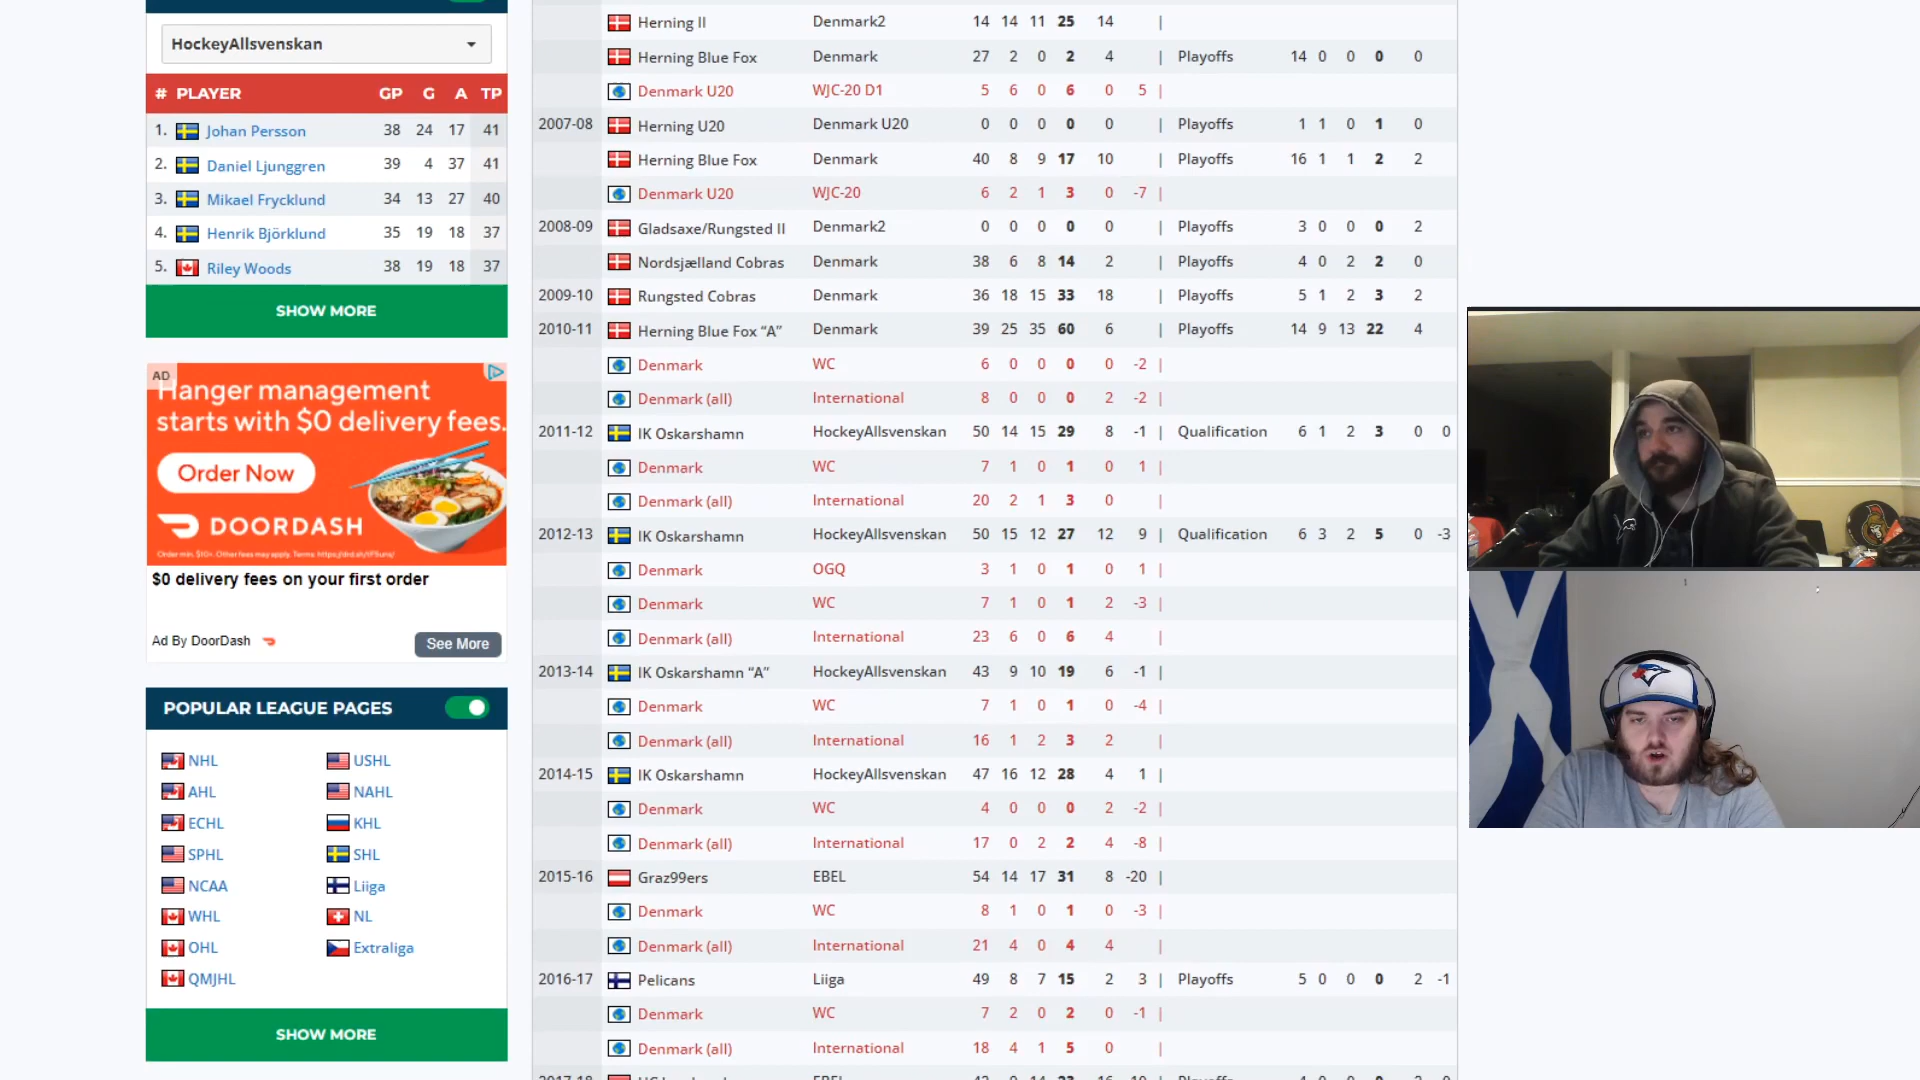 HockeyAllsvenskan
# PLAYER GP G A TP
1. Johan Persson 38 24 17 41
2. Daniel Ljunggren 39 4 37 41
3. Mikael Frycklund 34 13 27 40
4. Henrik Björklund 35 19 18 37
5. Riley Woods 38 19 18 37
SHOW MORE
AD
Hanger management
starts with $0 delivery fees.
Order Now
DOORDASH
Order min. $10+. Other fees may apply. Terms:
$0 delivery fees on your first order
Ad By DoorDash
See More
POPULAR LEAGUE PAGES
NHL USHL
AHL NAHL
ECHL KHL
SPHL SHL
NCAA Liiga
WHL NL
OHL Extraliga
QMJHL
SHOW MORE
Herning II Denmark2 14 14 11 25 14 |
Herning Blue Fox Denmark 27 2 0 2 4 | Playoffs 14 0 0 0 0
Denmark U20 WJC-20 D1 5 6 0 6 0 5 |
2007-08 Herning U20 Denmark U20 0 0 0 0 0 | Playoffs 1 1 0 1 0
Herning Blue Fox Denmark 40 8 9 17 10 | Playoffs 16 1 1 2 2
Denmark U20 WJC-20 6 2 1 3 0 -7 |
2008-09 Gladsaxe/Rungsted II Denmark2 0 0 0 0 0 | Playoffs 3 0 0 0 2
Nordsjælland Cobras Denmark 38 6 8 14 2 | Playoffs 4 0 2 2 0
2009-10 Rungsted Cobras Denmark 36 18 15 33 18 | Playoffs 5 1 2 3 2
2010-11 Herning Blue Fox “A” Denmark 39 25 35 60 6 | Playoffs 14 9 13 22 4
Denmark WC 6 0 0 0 0 -2 |
Denmark (all) International 8 0 0 0 2 -2 |
2011-12 IK Oskarshamn HockeyAllsvenskan 50 14 15 29 8 -1 | Qualification 6 1 2 3 0 0
Denmark WC 7 1 0 1 0 1 |
Denmark (all) International 20 2 1 3 0 |
2012-13 IK Oskarshamn HockeyAllsvenskan 50 15 12 27 12 9 | Qualification 6 3 2 5 0 -3
Denmark OGQ 3 1 0 1 0 1 |
Denmark WC 7 1 0 1 2 -3 |
Denmark (all) International 23 6 0 6 4 |
2013-14 IK Oskarshamn “A” HockeyAllsvenskan 43 9 10 19 6 -1 |
Denmark WC 7 1 0 1 0 -4 |
Denmark (all) International 16 1 2 3 2 |
2014-15 IK Oskarshamn HockeyAllsvenskan 47 16 12 28 4 1 |
Denmark WC 4 0 0 0 2 -2 |
Denmark (all) International 17 0 2 2 4 -8 |
2015-16 Graz99ers EBEL 54 14 17 31 8 -20 |
Denmark WC 8 1 0 1 0 -3 |
Denmark (all) International 21 4 0 4 4 |
2016-17 Pelicans Liiga 49 8 7 15 2 3 | Playoffs 5 0 0 0 2 -1
Denmark WC 7 2 0 2 0 -1 |
Denmark (all) International 18 4 1 5 0 |